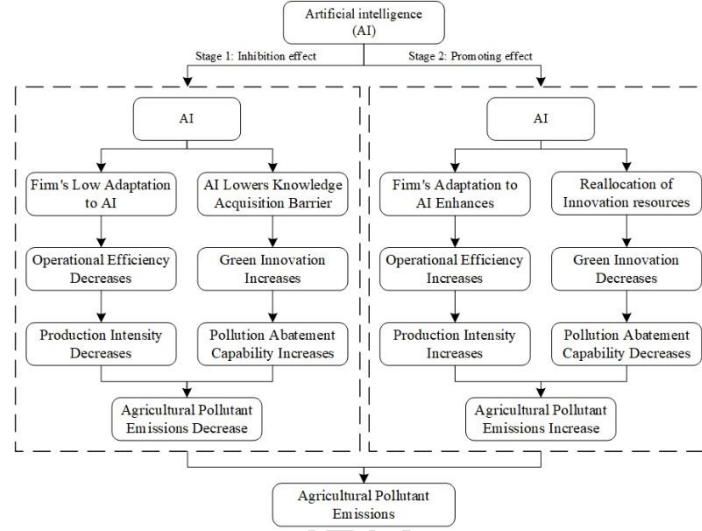 Artificial intelligence
(AI)
Stage 1: Inhibition effect
Stage 2: Promoting effect
AI
Firm's Low Adaptation
to AI
AI Lowers Knowledge
Acquisition Barrier
Operational Efficiency
Decreases
Green Innovation
Increases
Production Intensity
Decreases
Pollution Abatement
Capability Increases
Agricultural Pollutant
Emissions Decrease
AI
Firm's Adaptation to
AI Enhances
Reallocation of
Innovation resources
Operational Efficiency
Increases
Green Innovation
Decreases
Production Intensity
Increases
Pollution Abatement
Capability Decreases
Agricultural Pollutant
Emissions Increase
Agricultural Pollutant
Emissions